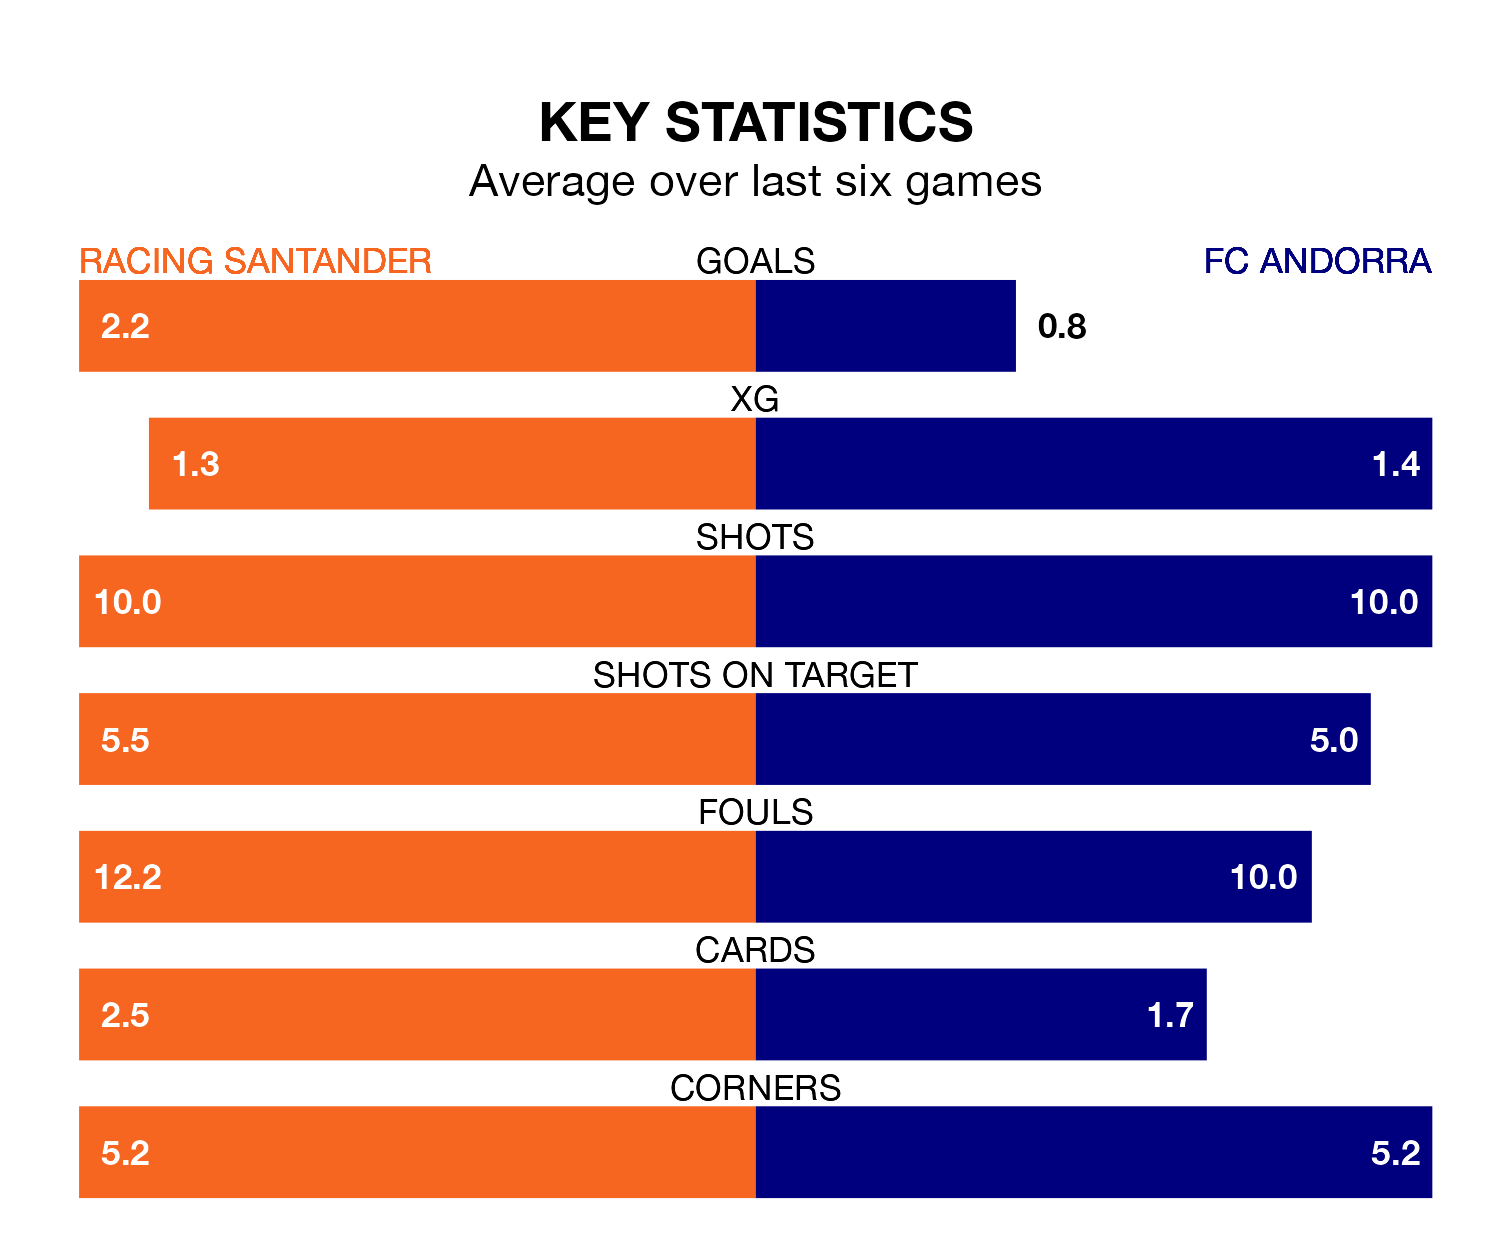 KEY STATISTICS
Average over last six games
RACING SANTANDER GOALS FC ANDORRA
2.2 0.8
XG
1.3 1.4
SHOTS
10.0 10.0
SHOTS ON TARGET
5.5 5.0
FOULS
12.2 10.0
CARDS
2.5 1.7
CORNERS
5.2 5.2